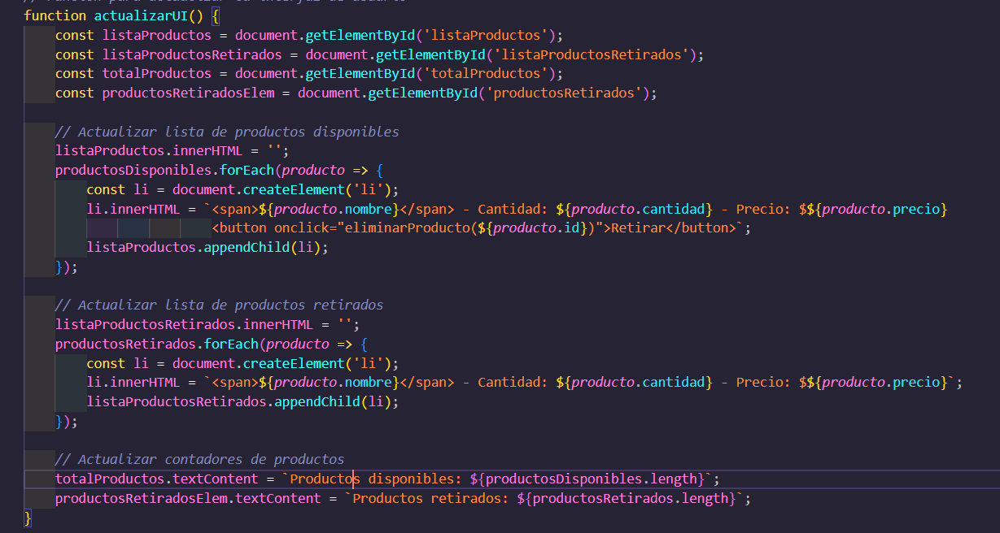 function actualizarUI() {
    const listaProductos = document.getElementById('listaProductos');
    const listaProductosRetirados = document.getElementById('listaProductosRetirados');
    const totalProductos = document.getElementById('totalProductos');
    const productosRetiradosElem = document.getElementById('productosRetirados');

    // Actualizar lista de productos disponibles
    listaProductos.innerHTML = '';
    productosDisponibles.forEach(producto => {
        const li = document.createElement('li');
        li.innerHTML = `<span>${producto.nombre}</span> - Cantidad: ${producto.cantidad} - Precio: $${producto.precio}
                        <button onclick="eliminarProducto(${producto.id})">Retirar</button>`;
        listaProductos.appendChild(li);
    });

    // Actualizar lista de productos retirados
    listaProductosRetirados.innerHTML = '';
    productosRetirados.forEach(producto => {
        const li = document.createElement('li');
        li.innerHTML = `<span>${producto.nombre}</span> - Cantidad: ${producto.cantidad} - Precio: $${producto.precio}`;
        listaProductosRetirados.appendChild(li);
    });

    // Actualizar contadores de productos
    totalProductos.textContent = `Productos disponibles: ${productosDisponibles.length}`;
    productosRetiradosElem.textContent = `Productos retirados: ${productosRetirados.length}`;
}